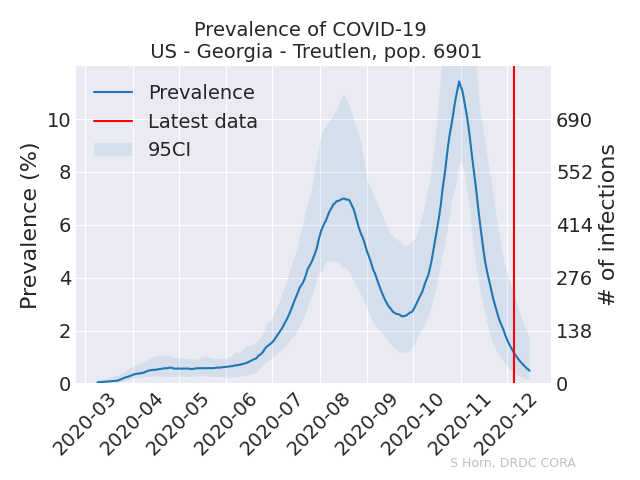 Prevalence of COVID-19
US - Georgia - Treutlen, pop. 6901
Prevalence
Latest data
95CI
Prevalence (%)
10
8
6
4
2
0
690
552
414
276
138
0
# of infections
2020-03
2020-04
2020-05
2020-06
2020-07
2020-08
2020-09
2020-10
2020-11
2020-12
S Horn, DRDC CORA